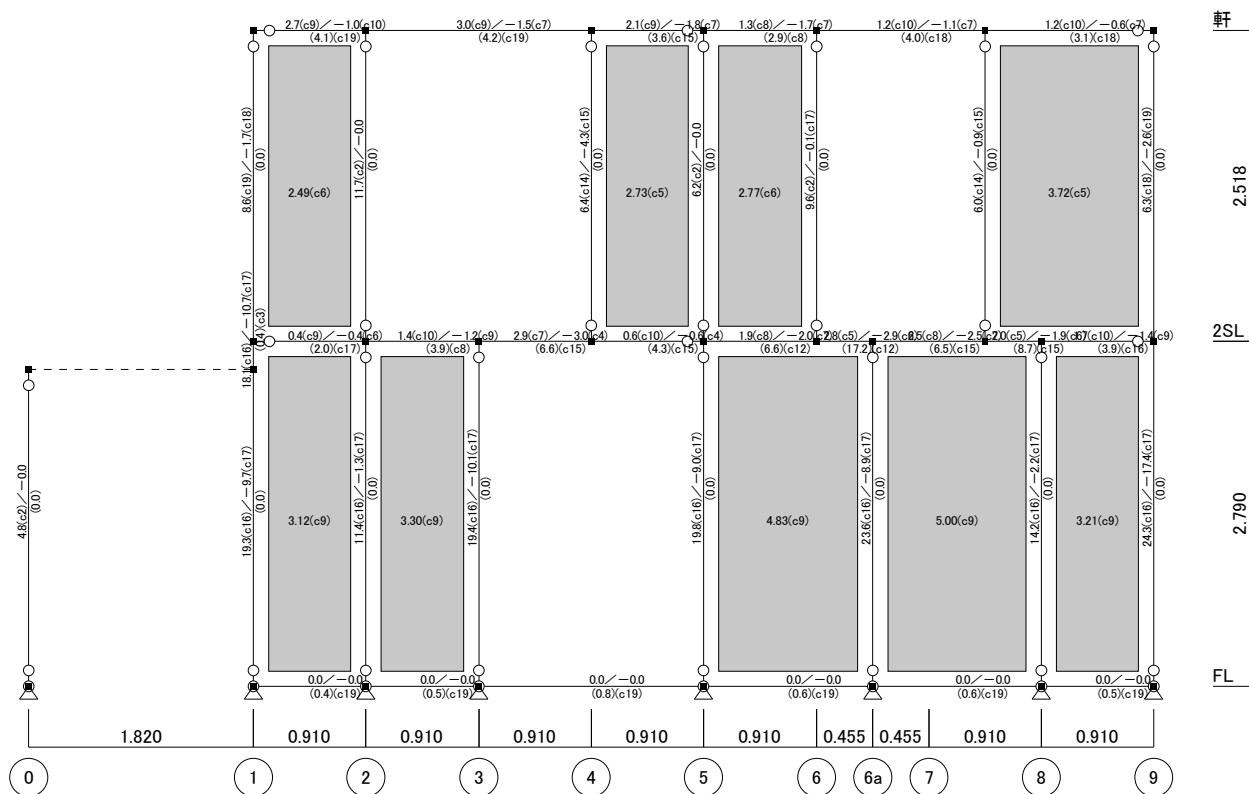 2.7(c9)／－1.0(c10)
(4.1)(c19)
3.0(c9)／－1.5(c7)
(4.2)(c19)
2.1(c9)／－1.8(c7)
(3.6)(c15)
1.3(c8)／－1.7(c7)
(2.9)(c8)
1.2(c10)／－1.1(c7)
(4.0)(c18)
1.2(c10)／－0.6(c7)
(3.1)(c18)
軒
8.6(c19)／－1.7(c18)
(0.0)
2.49(c6)
11.7(c2)／－0.0
(0.0)
6.4(c14)／－4.3(c15)
(0.0)
2.73(c5)
6.2(c2)／－0.0
(0.0)
2.77(c6)
9.6(c2)／－0.1(c17)
(0.0)
6.0(c14)／－0.9(c15)
(0.0)
3.72(c5)
6.3(c18)／－2.6(c19)
(0.0)
2.518
18.1(c16)／－10.7(c17)
0.4(c9)／－0.4(c6)
(2.0)(c17)
1.4(c10)／－1.2(c9)
(3.9)(c8)
2.9(c7)／－3.0(c4)
(6.6)(c15)
0.6(c10)／－0.6(c4)
(4.3)(c15)
1.9(c8)／－2.0(c7)
(6.6)(c12)
(17.2)(c12)
(6.5)(c15)
(8.7)(c15)
(3.9)(c16)
2SL
4.8(c2)／－0.0
(0.0)
19.3(c16)／－9.7(c17)
(0.0)
3.12(c9)
11.4(c16)／－1.3(c17)
(0.0)
3.30(c9)
19.4(c16)／－10.1(c17)
(0.0)
19.8(c16)／－9.0(c17)
(0.0)
4.83(c9)
23.6(c16)／－8.9(c17)
(0.0)
5.00(c9)
14.2(c16)／－2.2(c17)
(0.0)
3.21(c9)
24.3(c16)／－17.4(c17)
(0.0)
2.790
0.0／－0.0
(0.4)(c19)
0.0／－0.0
(0.5)(c19)
0.0／－0.0
(0.8)(c19)
0.0／－0.0
(0.6)(c19)
0.0／－0.0
(0.6)(c19)
0.0／－0.0
(0.5)(c19)
FL
1.820 0.910 0.910 0.910 0.910 0.910 0.455 0.455 0.910 0.910
0 1 2 3 4 5 6 6a 7 8 9